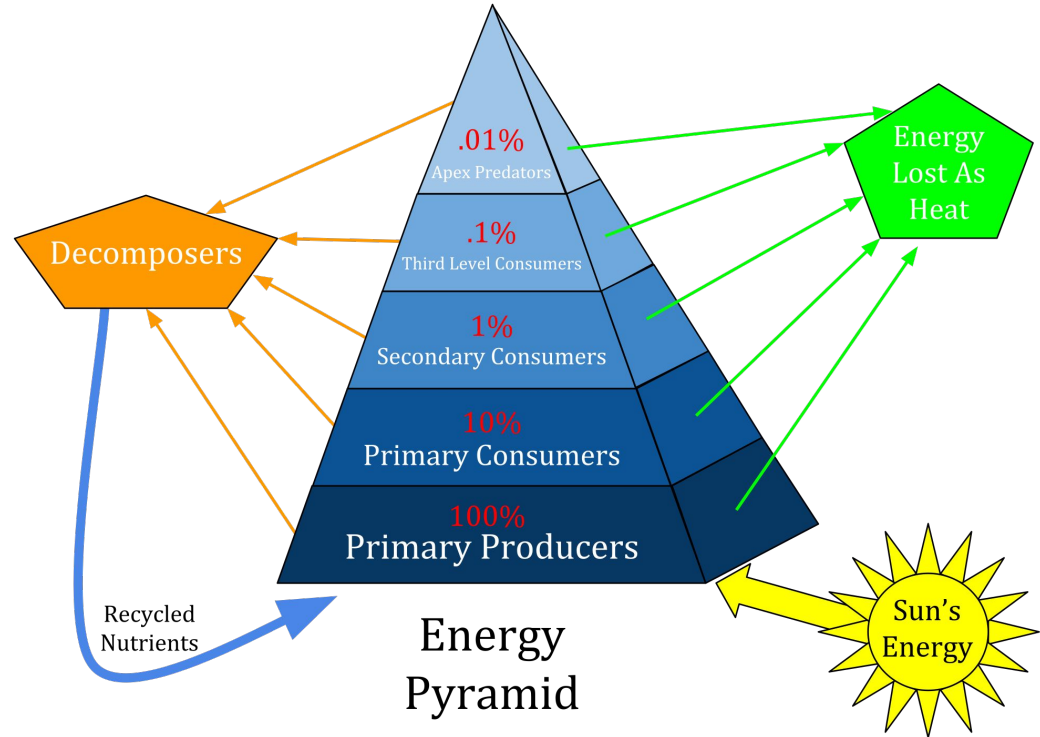 .01%
Apex Predators
.1%
Third Level Consumers
1%
Secondary Consumers
10%
Primary Consumers
100%
Primary Producers
Decomposers
Energy
Lost As
Heat
Recycled
Nutrients
Sun's
Energy
Energy
Pyramid